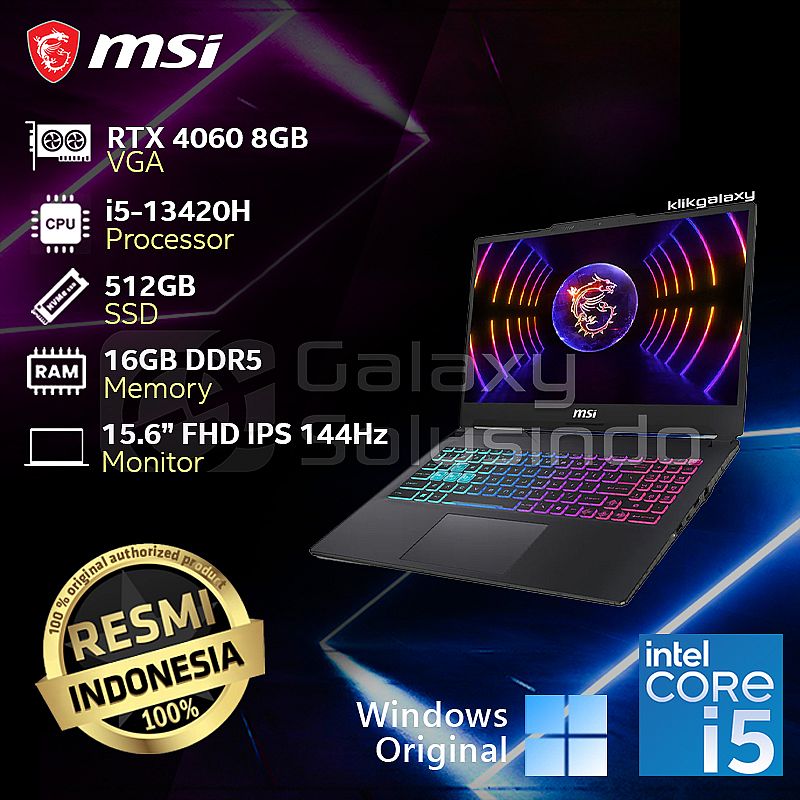 msi
RTX 4060 8GB
VGA
klikgalaxy
CPU
i5-13420H
Processor
512GB
SSD
RAM
16GB DDR5
Memory
Galaxy
Solusindo
msi
15.6” FHD IPS 144Hz
Monitor
100% original authorized product
RESMI
INDONESIA
100%
Windows
Original
intel
CORE
i5